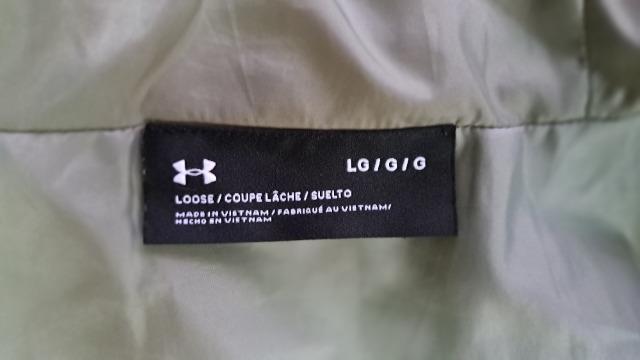 LG / G / G
LOOSE / COUPE LÂCHE / SUELTO
MADE IN VIETNAM / FABRIQUÉ AU VIETNAM/
HECHO EN VIETNAM